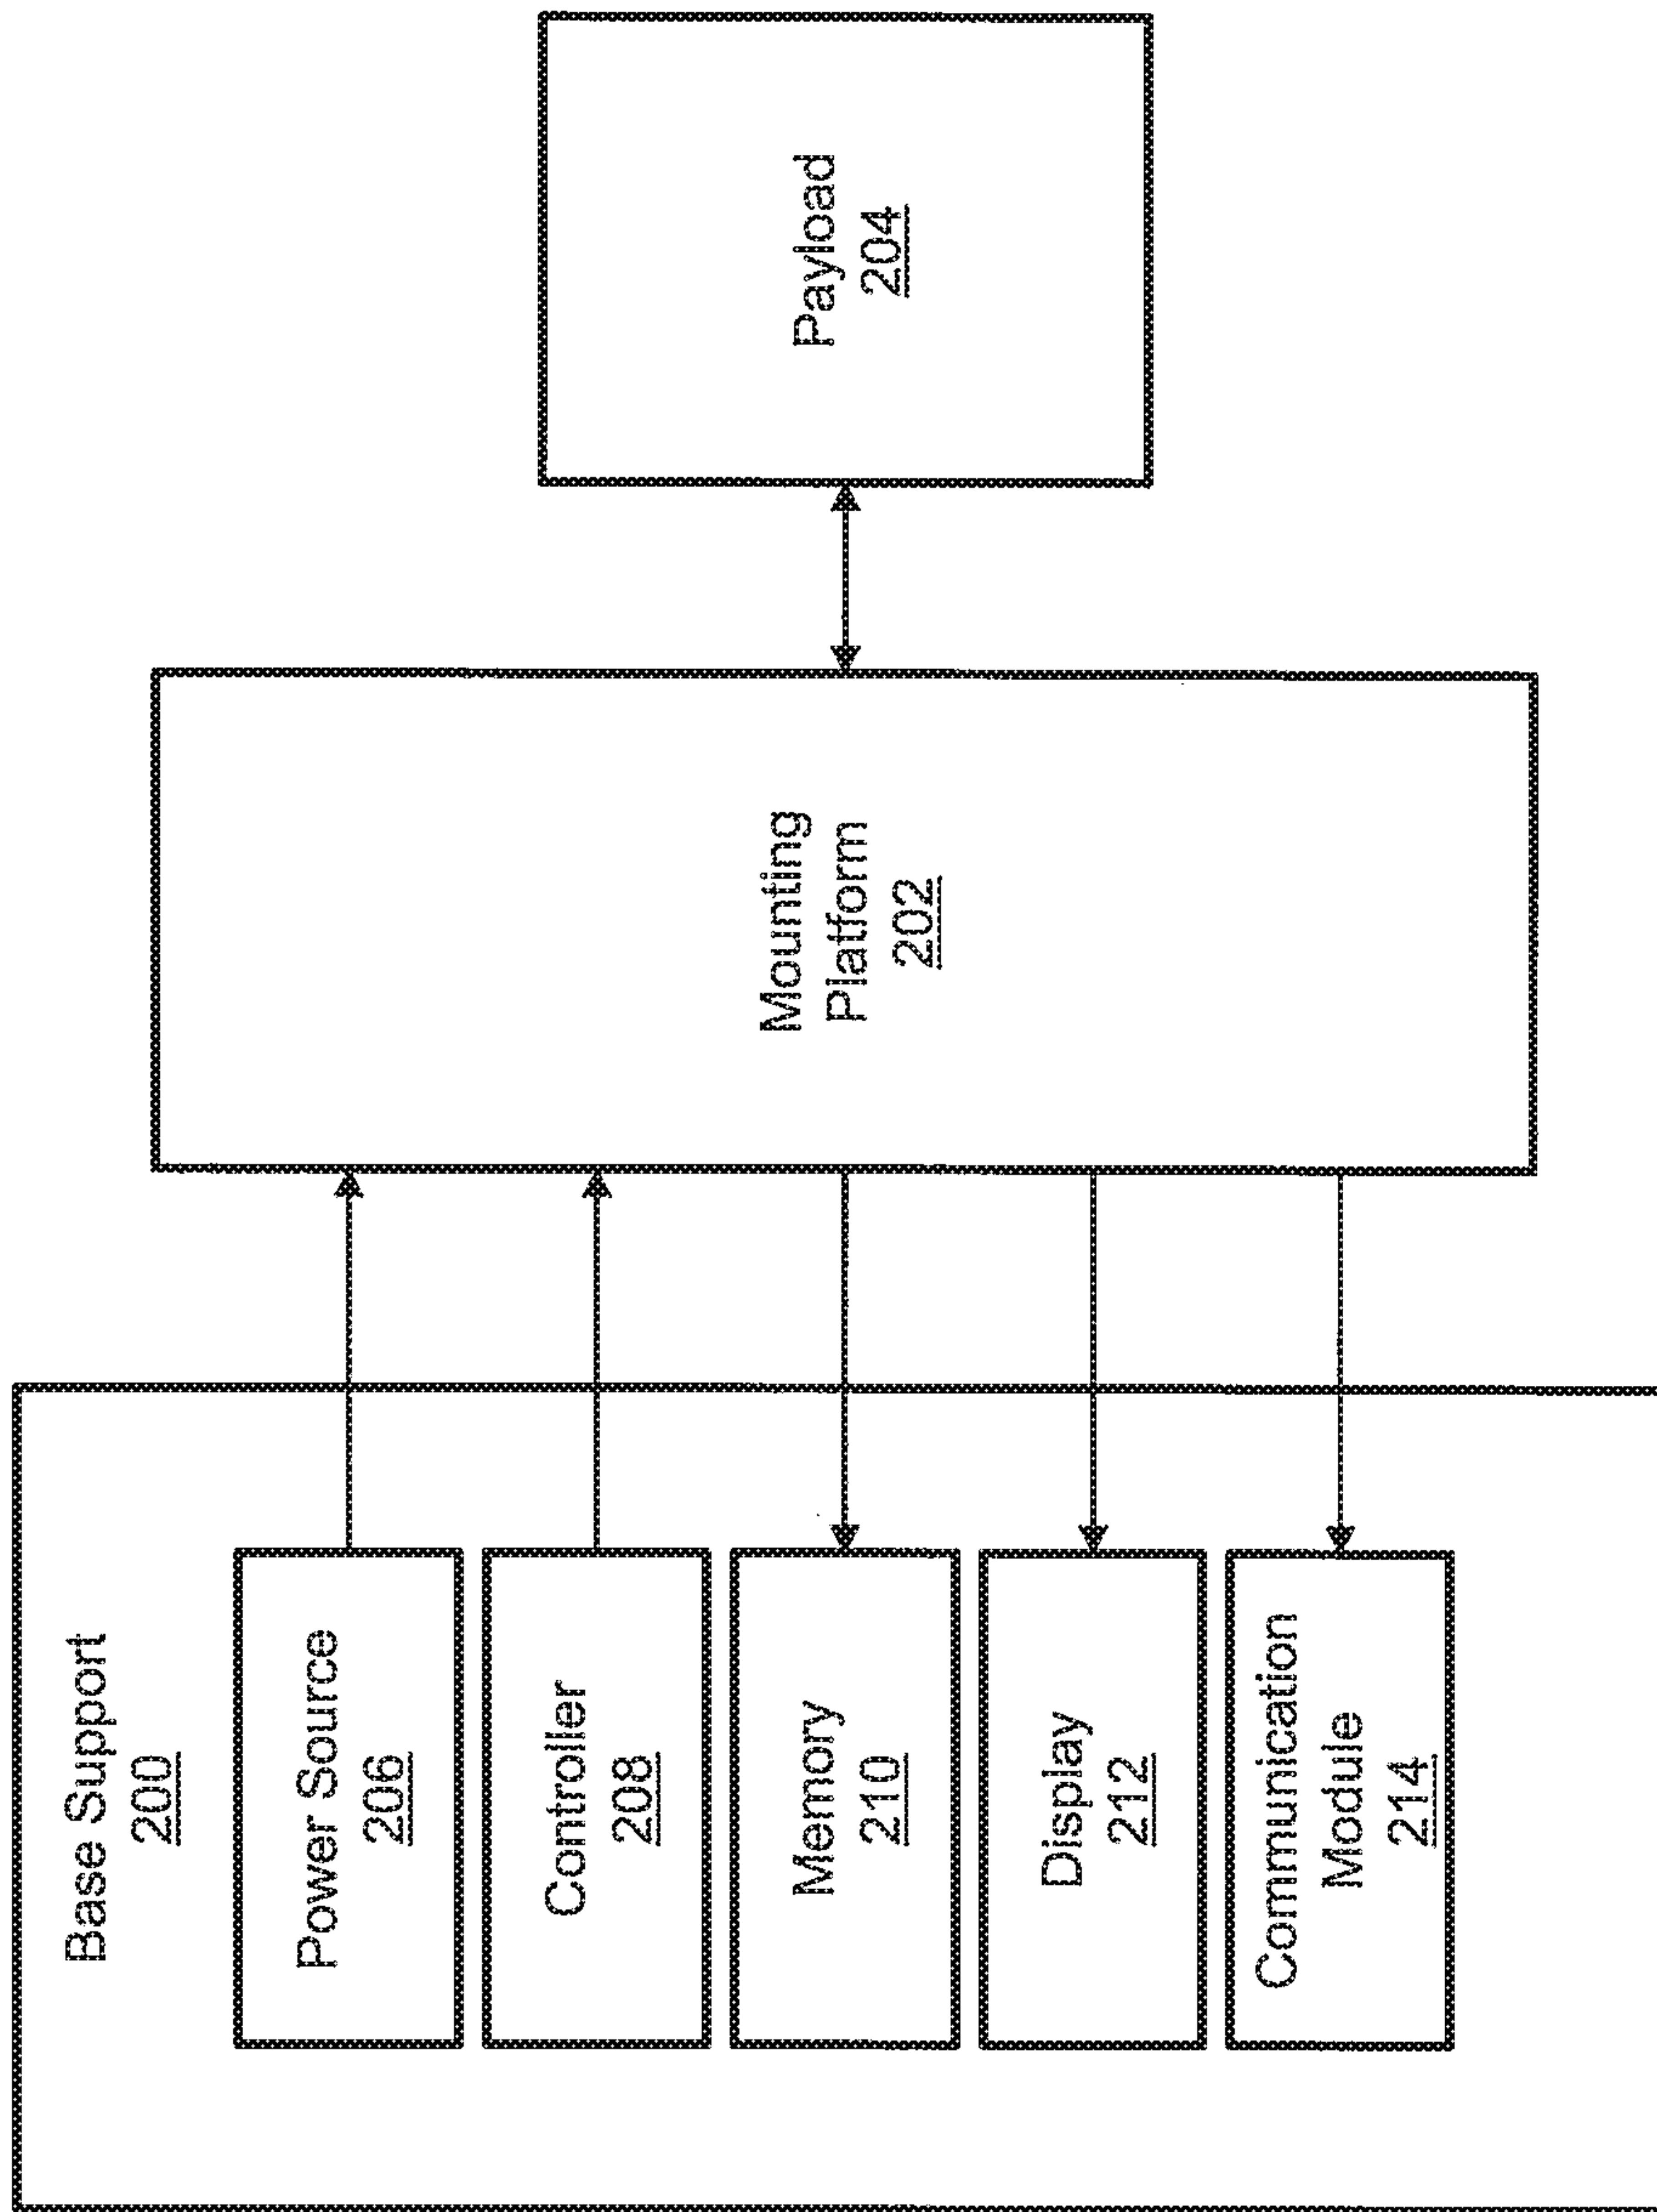 Base Support
200
Power Source
206
Controller
208
Memory
210
Display
212
Communication
Module
214
Mounting
Platform
202
Payload
204